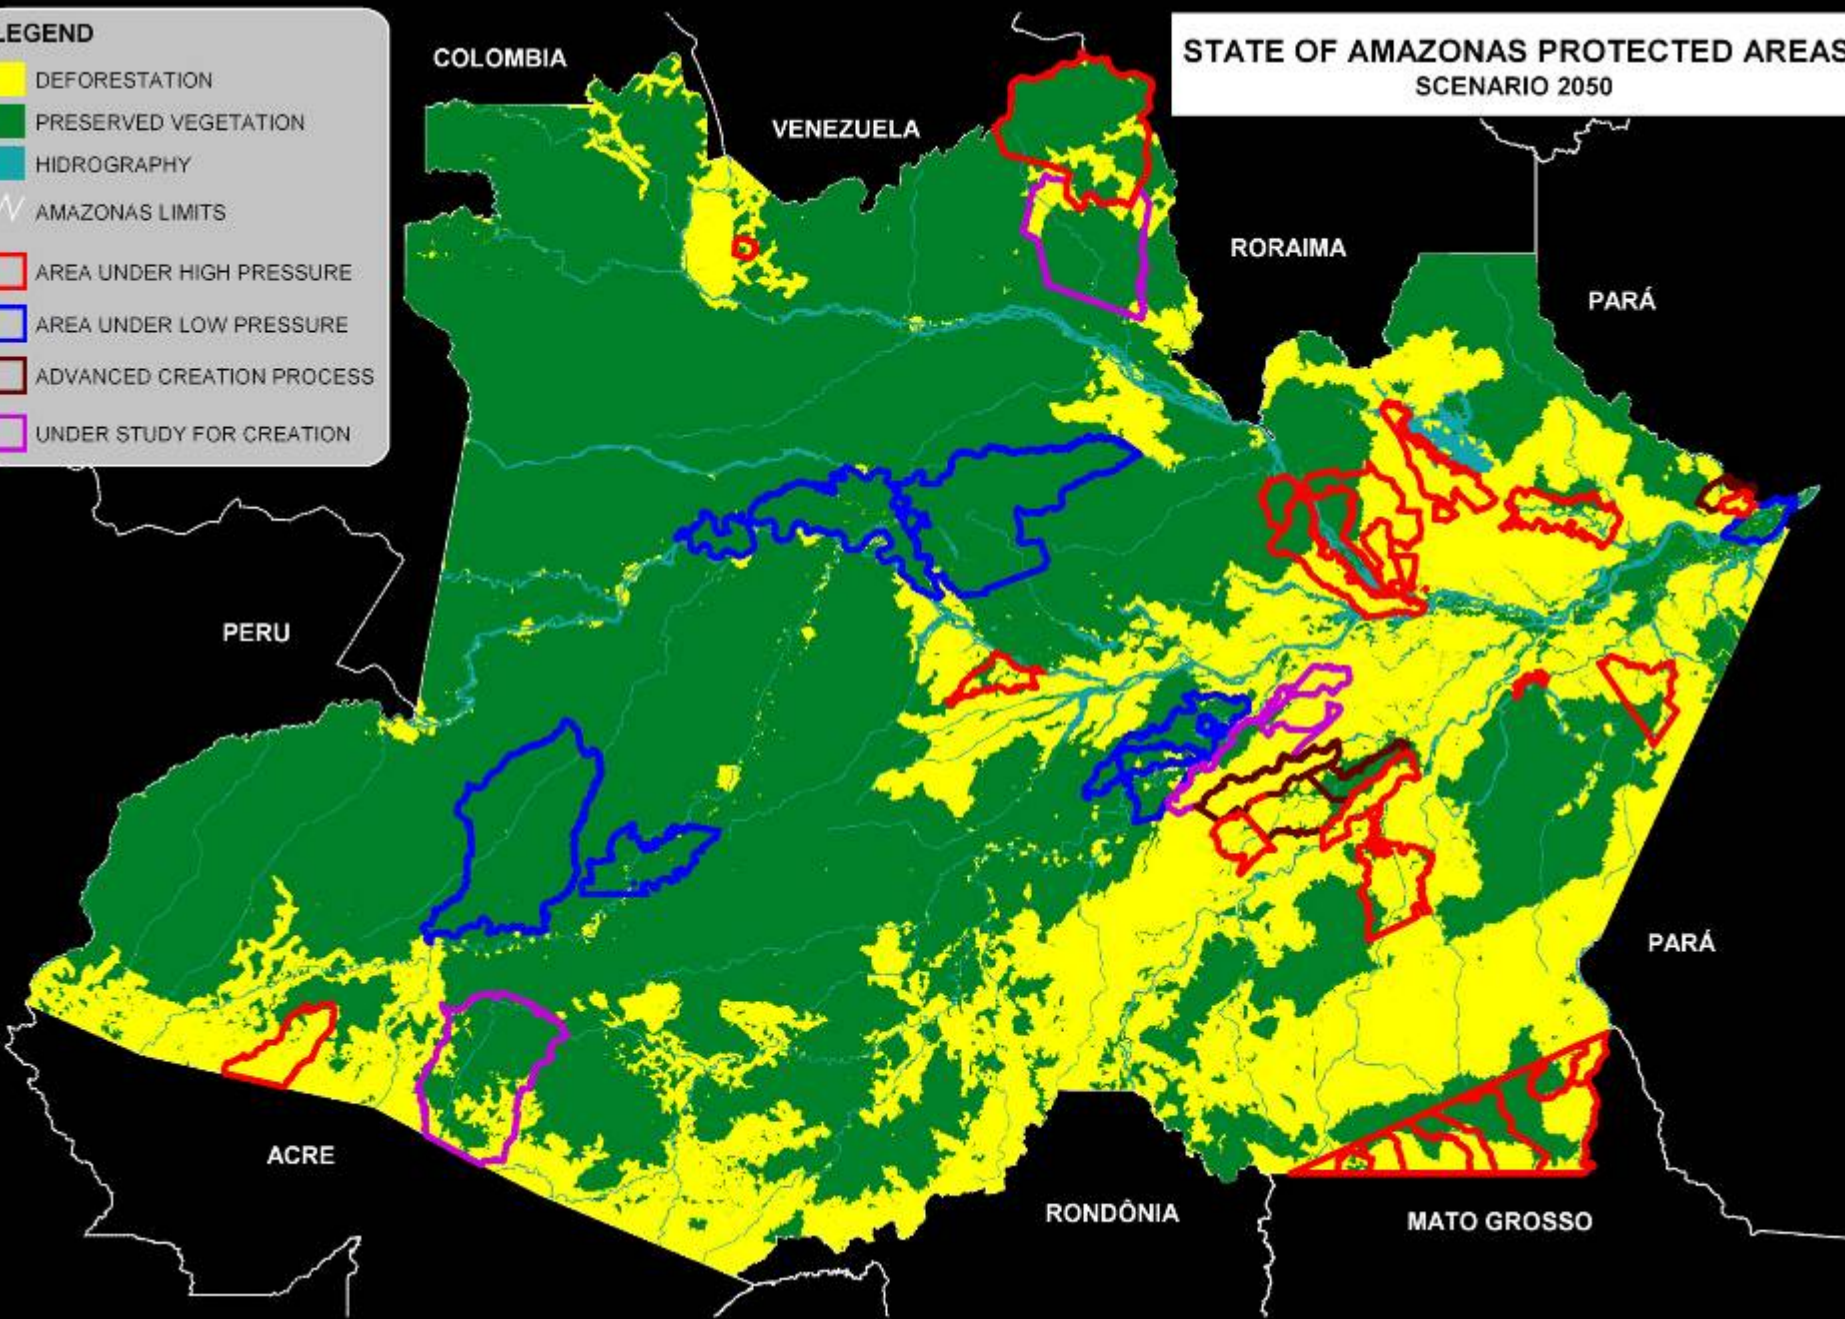 LEGEND
DEFORESTATION
PRESERVED VEGETATION
HIDROGRAPHY
AMAZONAS LIMITS
AREA UNDER HIGH PRESSURE
AREA UNDER LOW PRESSURE
ADVANCED CREATION PROCESS
UNDER STUDY FOR CREATION
STATE OF AMAZONAS PROTECTED AREAS
SCENARIO 2050
COLOMBIA
VENEZUELA
RORAIMA
PARÁ
PERU
PARÁ
ACRE
RONDÔNIA
MATO GROSSO